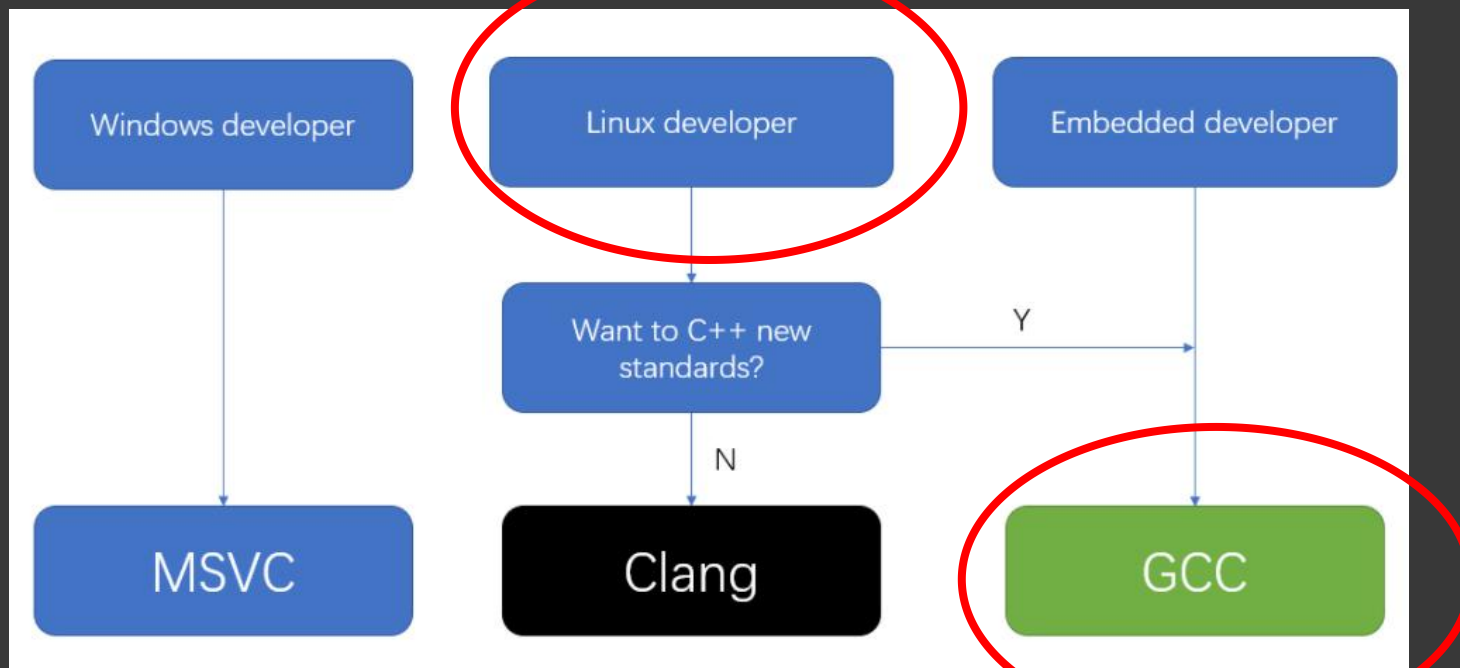 Windows developer
Linux developer
Embedded developer
Want to C++ new
standards?
Y
N
MSVC
Clang
GCC